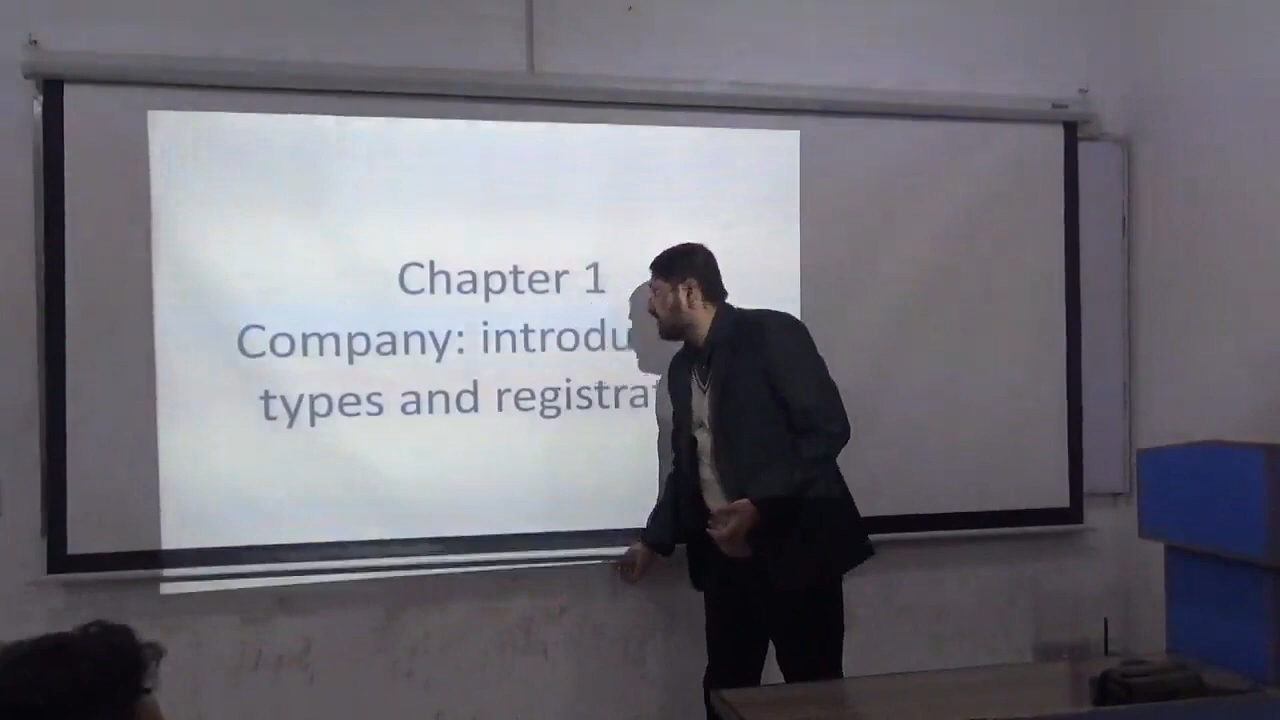 Chapter 1
Company: introdu
types and registra